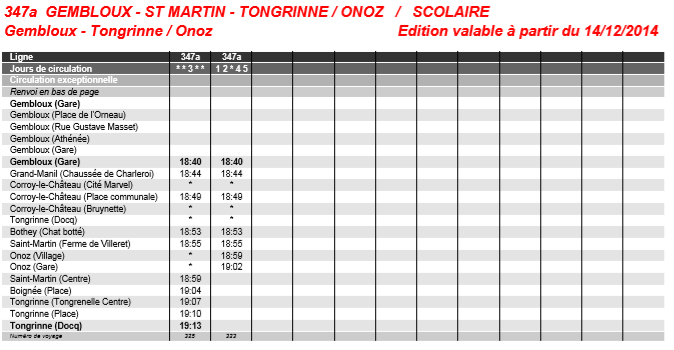 347a GEMBLOUX - ST MARTIN - TONGRINNE / ONOZ / SCOLAIRE
Gembloux - Tongrinne / Onoz Edition valable à partir du 14/12/2014
Ligne 347a 347a
Jours de circulation * * 3 * * 1 2 * 4 5
Circulation exceptionnelle
Renvoi en bas de page
Gembloux (Gare)
Gembloux (Place de l'Orneau)
Gembloux (Rue Gustave Masset)
Gembloux (Athénée)
Gembloux (Gare)
Gembloux (Gare) 18:40 18:40
Grand-Manil (Chaussée de Charleroi) 18:44 18:44
Corroy-le-Château (Cité Marvel) * *
Corroy-le-Château (Place communale) 18:49 18:49
Corroy-le-Château (Bruynette) * *
Tongrinne (Docq) * *
Bothey (Chat botté) 18:53 18:53
Saint-Martin (Ferme de Villeret) 18:55 18:55
Onoz (Village) * 18:59
Onoz (Gare) * 19:02
Saint-Martin (Centre) 18:59
Boignée (Place) 19:04
Tongrinne (Tongrenelle Centre) 19:07
Tongrinne (Place) 19:10
Tongrinne (Docq) 19:13
Numéro de voyage